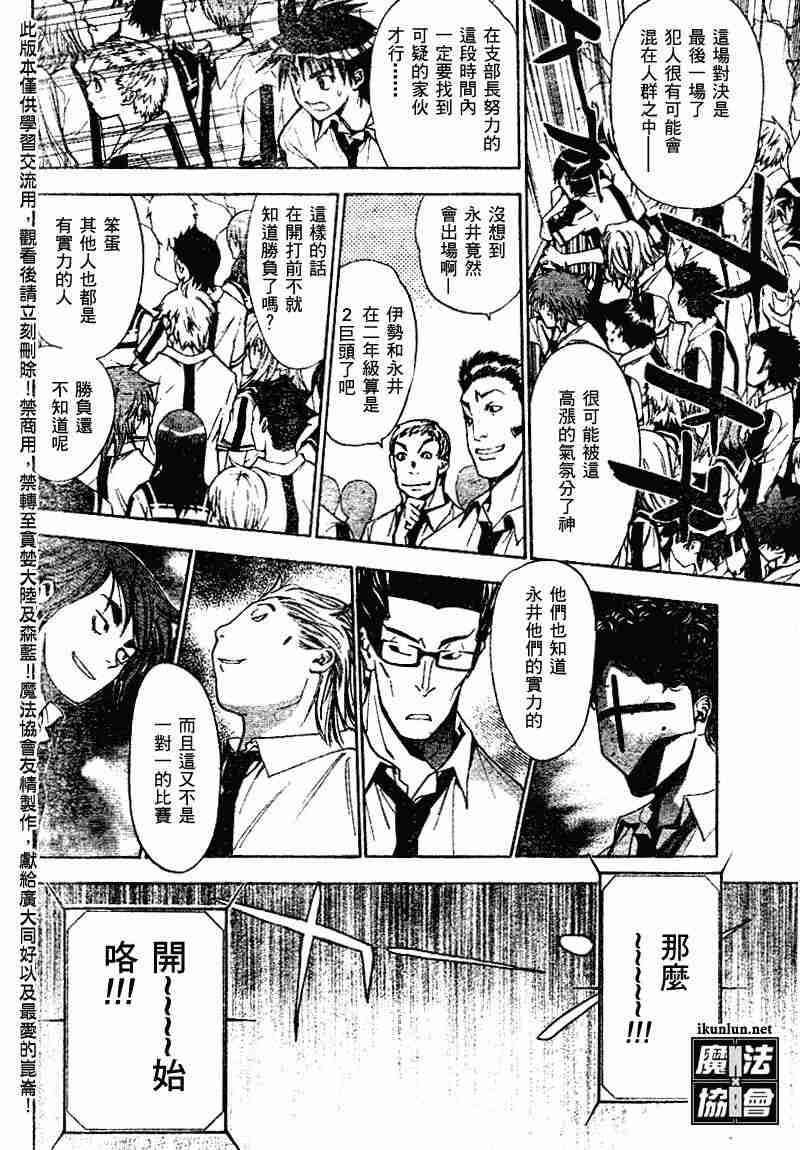 這場對決是
最後一場了
犯人很有可能會
混在人群之中—
在支部長努力的
這段時間內
一定要找到
可疑的家伙
才行……
很可能被這
高漲的氣氛分了神
沒想到
永井竟然
會出場啊—
伊勢和永井
在二年級算是
2巨頭了吧
這樣的話
在開打前不就
知道勝負了嗎?
笨蛋
其他人也都是
有實力的人
勝負還
不知道呢
他們也知道
永井他們的實力的
而且這又不是
一對一的比賽
那麼~~~~~!!!
開~~~~始
咯!!!
此版本僅供學習交流用，觀看後請立刻刪除!!禁商用，禁轉至貪婪大陸及森藍!!魔法協會友情製作，獻給廣大同好以及最愛的崑崙!
ikunlun.net
魔法
協會